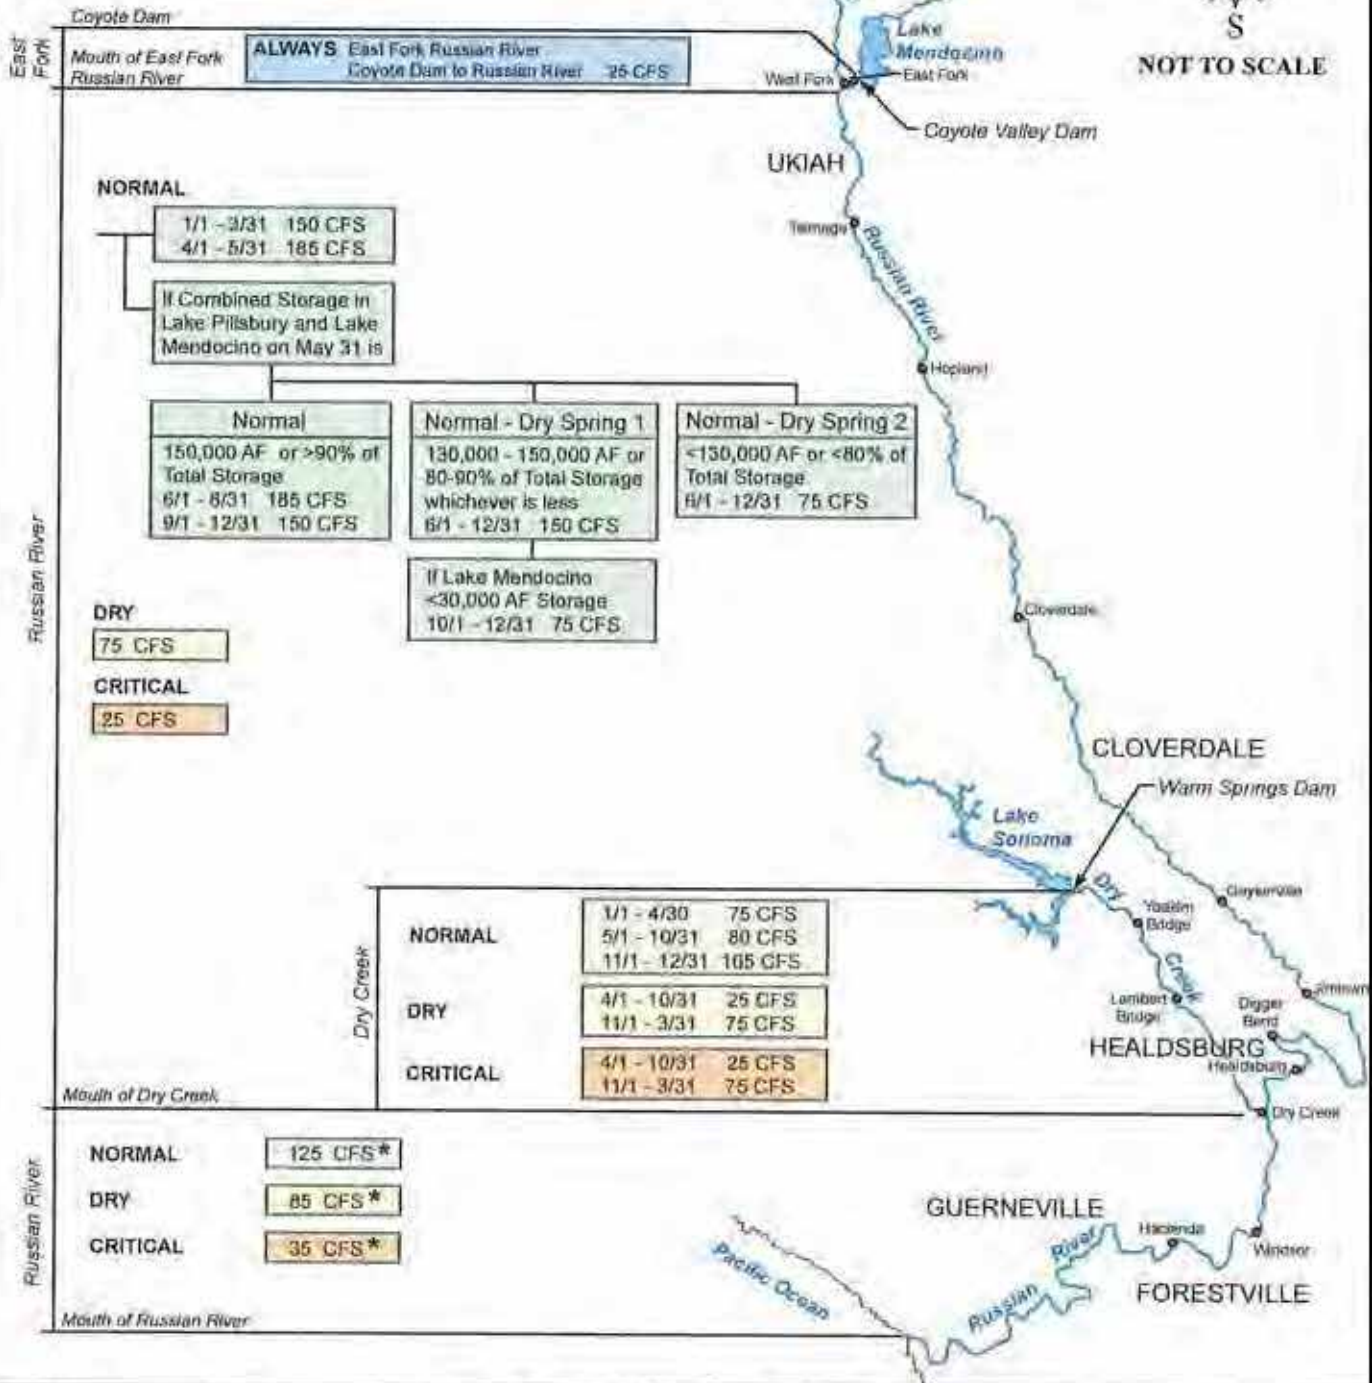 Coyote Dam
East Fork
Mouth of East Fork
Russian River
ALWAYS East Fork Russian River
Coyote Dam to Russian River 25 CFS
Lake
Mendocino
West Fork
East Fork
S
NOT TO SCALE
Coyote Valley Dam
UKIAH
Talmage
Russian River
Hopland
NORMAL
1/1 - 3/31 150 CFS
4/1 - 5/31 185 CFS
If Combined Storage in
Lake Pillsbury and Lake
Mendocino on May 31 is
Normal
150,000 AF or >90% of
Total Storage
6/1 - 8/31 185 CFS
9/1 - 12/31 150 CFS
Normal - Dry Spring 1
130,000 - 150,000 AF or
80-90% of Total Storage
whichever is less
6/1 - 12/31 150 CFS
Normal - Dry Spring 2
<130,000 AF or <80% of
Total Storage
6/1 - 12/31 75 CFS
If Lake Mendocino
<30,000 AF Storage
10/1 - 12/31 75 CFS
Russian River
DRY
75 CFS
CRITICAL
25 CFS
Cloverdale
CLOVERDALE
Warm Springs Dam
Lake
Sonoma
Dry Creek
Geyserville
Yoakim
Bridge
Lambert
Bridge
Digger
Bend
Jimtown
HEALDSBURG
Healdsburg
Dry Creek
Dry Creek
NORMAL
1/1 - 4/30 75 CFS
5/1 - 10/31 80 CFS
11/1 - 12/31 105 CFS
DRY
4/1 - 10/31 25 CFS
11/1 - 3/31 75 CFS
CRITICAL
4/1 - 10/31 25 CFS
11/1 - 3/31 75 CFS
Mouth of Dry Creek
Russian River
NORMAL 125 CFS*
DRY 85 CFS*
CRITICAL 35 CFS*
Mouth of Russian River
GUERNEVILLE
Hacienda
Windsor
FORESTVILLE
Russian River
Pacific Ocean